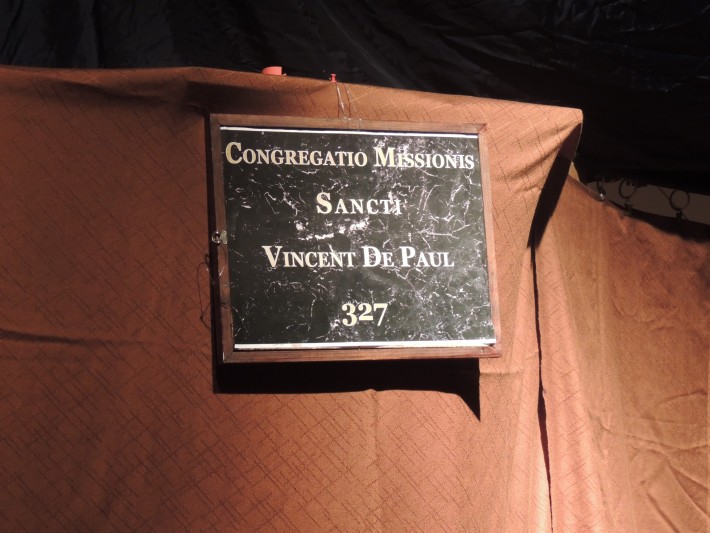 Congregatio Missionis
Sancti
Vincent De Paul
327